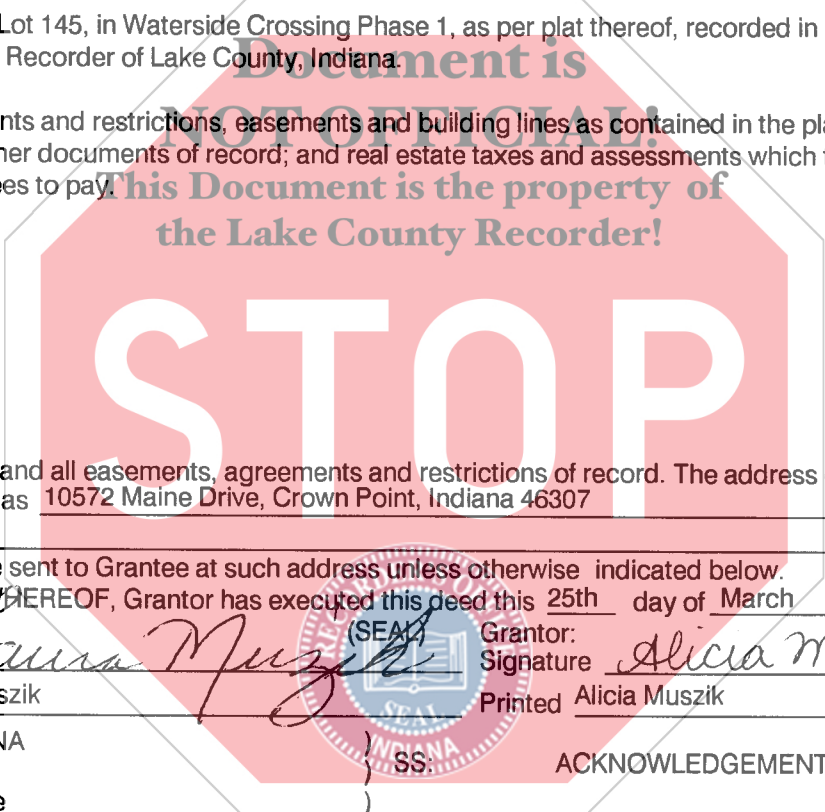 Lot 145, in Waterside Crossing Phase 1, as per plat thereof, recorded in
Recorder of Lake County, Indiana.
Document is
NOT OFFICIAL!
nts and restrictions, easements and building lines as contained in the pla
her documents of record; and real estate taxes and assessments which
ees to pay.
This Document is the property of
the Lake County Recorder!
STOP
and all easements, agreements and restrictions of record. The address
as 10572 Maine Drive, Crown Point, Indiana 46307
sent to Grantee at such address unless otherwise indicated below.
HEREOF, Grantor has executed this deed this 25th day of March
(SEAL) Grantor:
aura Muszik Signature Alicia M
szik Printed Alicia Muszik
SEAL
INDIANA
NA ) SS: ACKNOWLEDGEMENT
)
e )